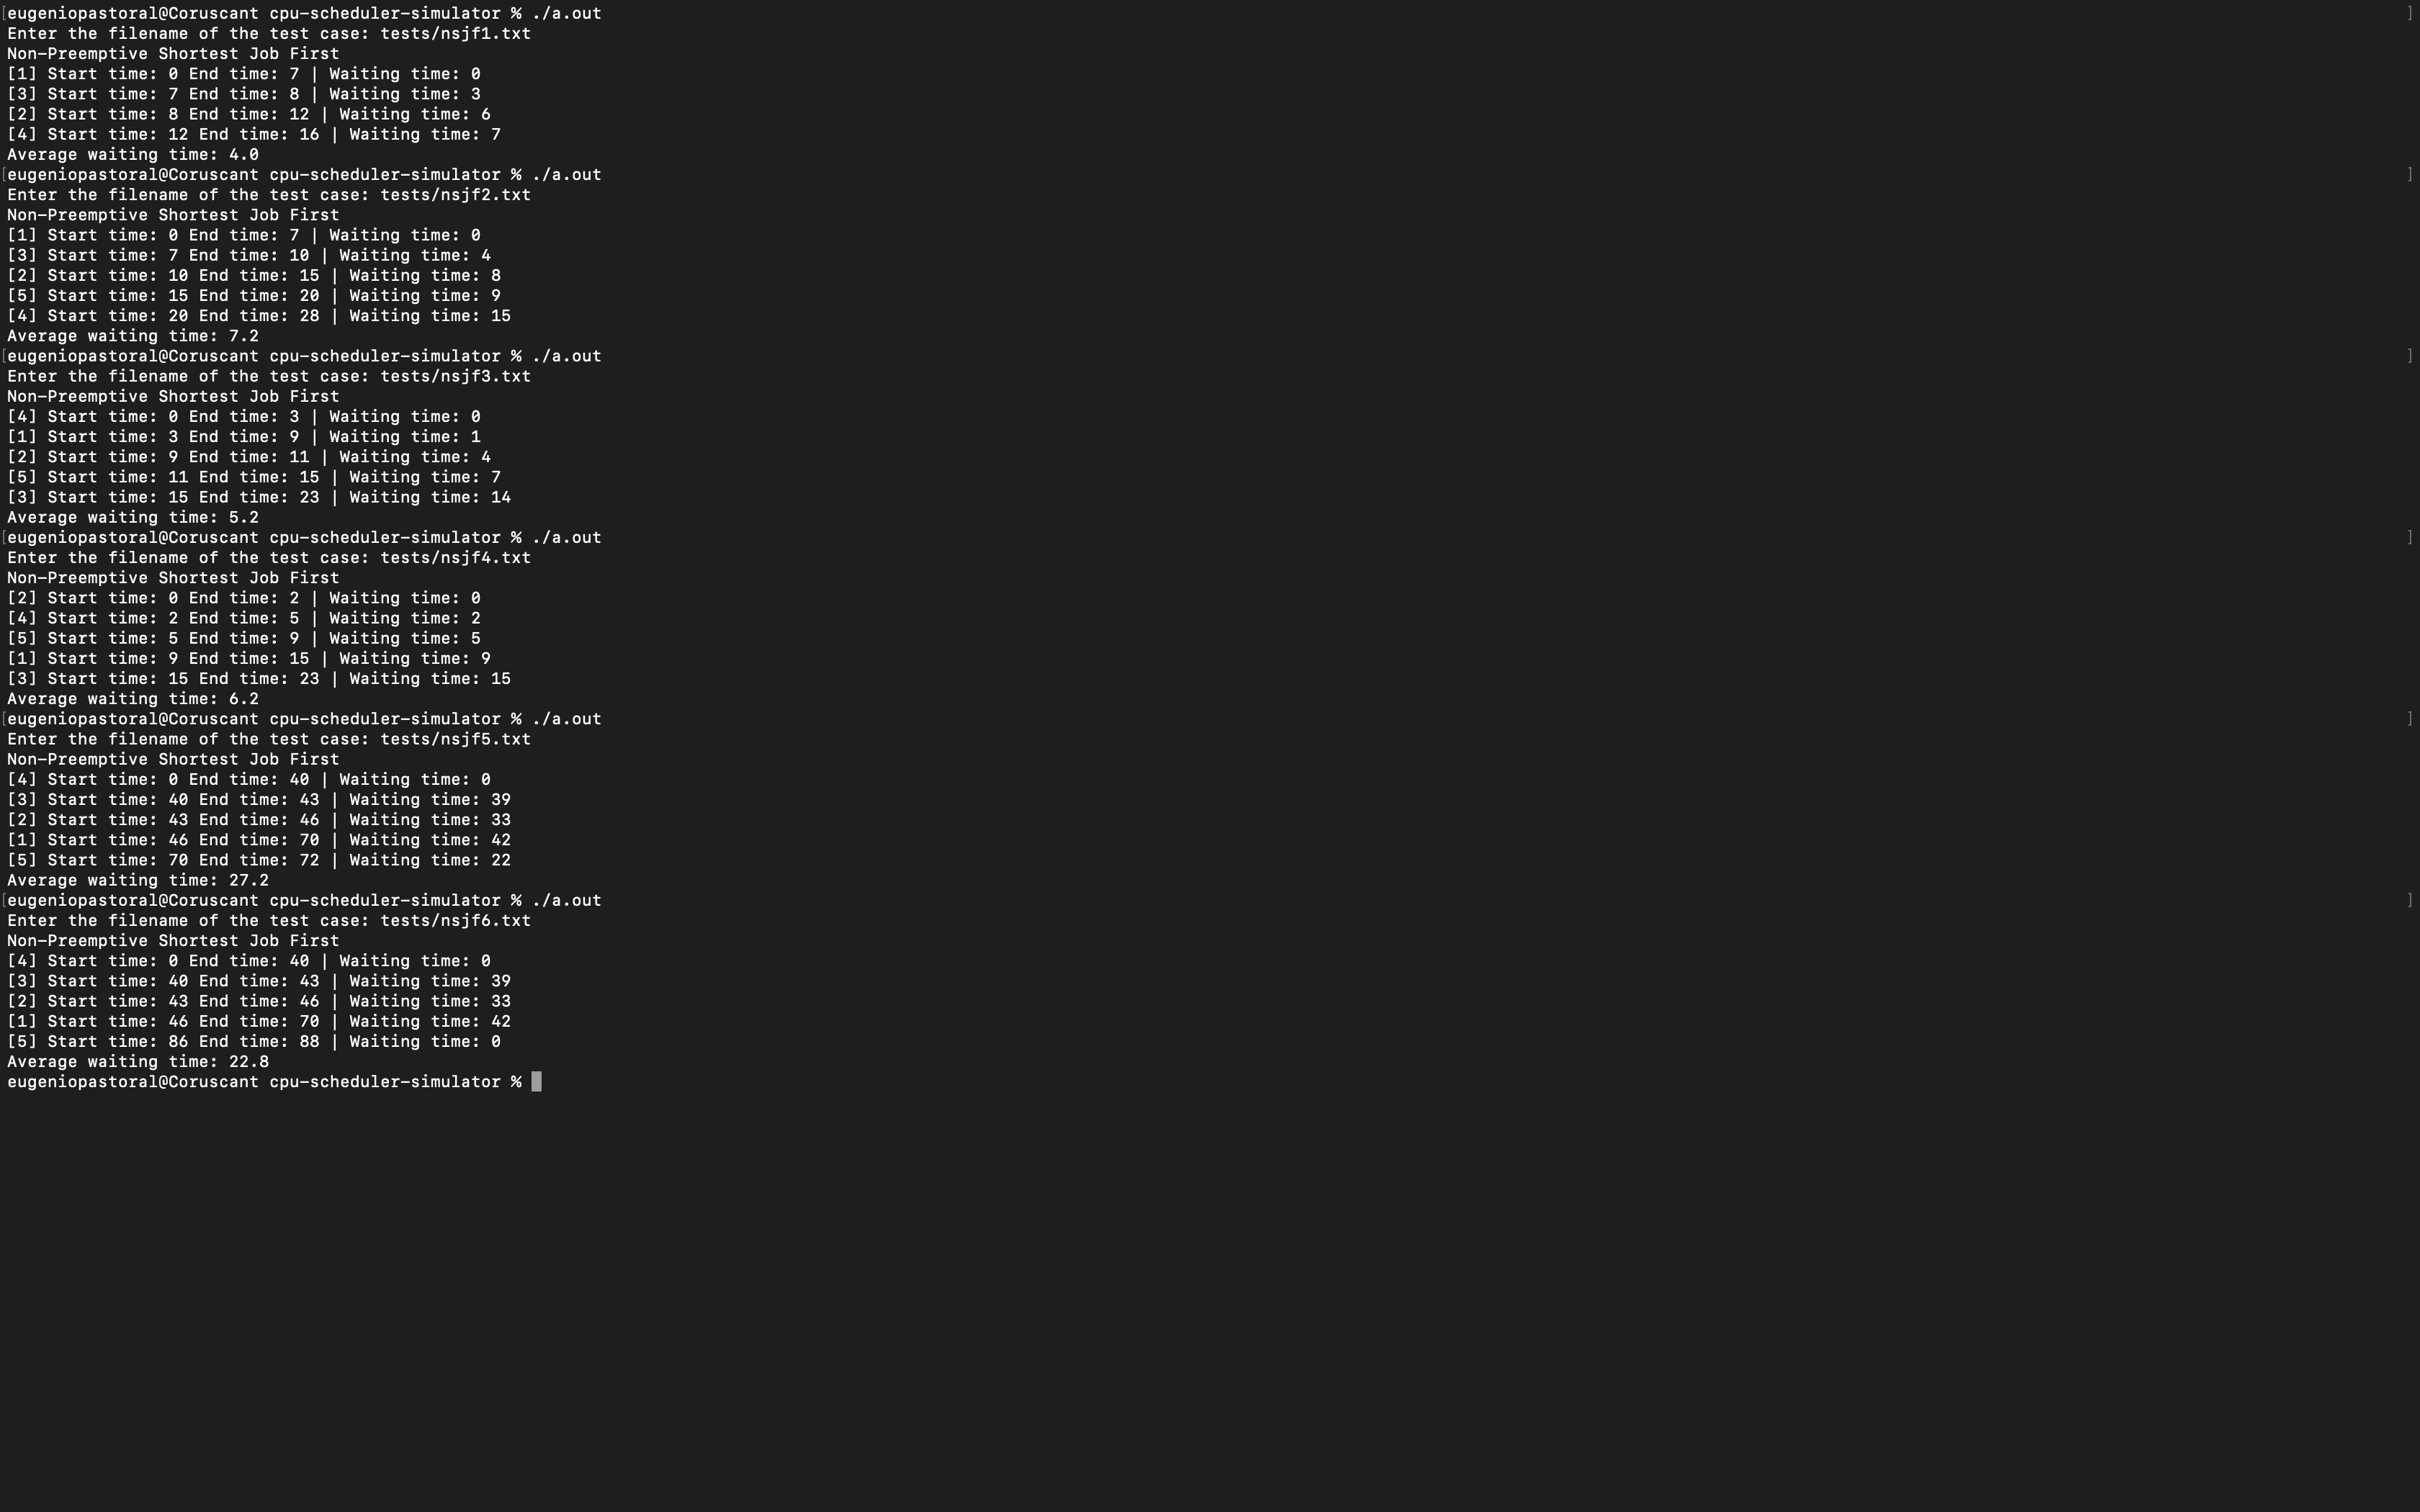 [eugeniopastoral@Coruscant cpu-scheduler-simulator % ./a.out ]
Enter the filename of the test case: tests/nsjf1.txt
Non-Preemptive Shortest Job First
[1] Start time: 0 End time: 7 | Waiting time: 0
[3] Start time: 7 End time: 8 | Waiting time: 3
[2] Start time: 8 End time: 12 | Waiting time: 6
[4] Start time: 12 End time: 16 | Waiting time: 7
Average waiting time: 4.0
[eugeniopastoral@Coruscant cpu-scheduler-simulator % ./a.out ]
Enter the filename of the test case: tests/nsjf2.txt
Non-Preemptive Shortest Job First
[1] Start time: 0 End time: 7 | Waiting time: 0
[3] Start time: 7 End time: 10 | Waiting time: 4
[2] Start time: 10 End time: 15 | Waiting time: 8
[5] Start time: 15 End time: 20 | Waiting time: 9
[4] Start time: 20 End time: 28 | Waiting time: 15
Average waiting time: 7.2
[eugeniopastoral@Coruscant cpu-scheduler-simulator % ./a.out ]
Enter the filename of the test case: tests/nsjf3.txt
Non-Preemptive Shortest Job First
[4] Start time: 0 End time: 3 | Waiting time: 0
[1] Start time: 3 End time: 9 | Waiting time: 1
[2] Start time: 9 End time: 11 | Waiting time: 4
[5] Start time: 11 End time: 15 | Waiting time: 7
[3] Start time: 15 End time: 23 | Waiting time: 14
Average waiting time: 5.2
[eugeniopastoral@Coruscant cpu-scheduler-simulator % ./a.out ]
Enter the filename of the test case: tests/nsjf4.txt
Non-Preemptive Shortest Job First
[2] Start time: 0 End time: 2 | Waiting time: 0
[4] Start time: 2 End time: 5 | Waiting time: 2
[5] Start time: 5 End time: 9 | Waiting time: 5
[1] Start time: 9 End time: 15 | Waiting time: 9
[3] Start time: 15 End time: 23 | Waiting time: 15
Average waiting time: 6.2
[eugeniopastoral@Coruscant cpu-scheduler-simulator % ./a.out ]
Enter the filename of the test case: tests/nsjf5.txt
Non-Preemptive Shortest Job First
[4] Start time: 0 End time: 40 | Waiting time: 0
[3] Start time: 40 End time: 43 | Waiting time: 39
[2] Start time: 43 End time: 46 | Waiting time: 33
[1] Start time: 46 End time: 70 | Waiting time: 42
[5] Start time: 70 End time: 72 | Waiting time: 22
Average waiting time: 27.2
[eugeniopastoral@Coruscant cpu-scheduler-simulator % ./a.out ]
Enter the filename of the test case: tests/nsjf6.txt
Non-Preemptive Shortest Job First
[4] Start time: 0 End time: 40 | Waiting time: 0
[3] Start time: 40 End time: 43 | Waiting time: 39
[2] Start time: 43 End time: 46 | Waiting time: 33
[1] Start time: 46 End time: 70 | Waiting time: 42
[5] Start time: 86 End time: 88 | Waiting time: 0
Average waiting time: 22.8
eugeniopastoral@Coruscant cpu-scheduler-simulator %